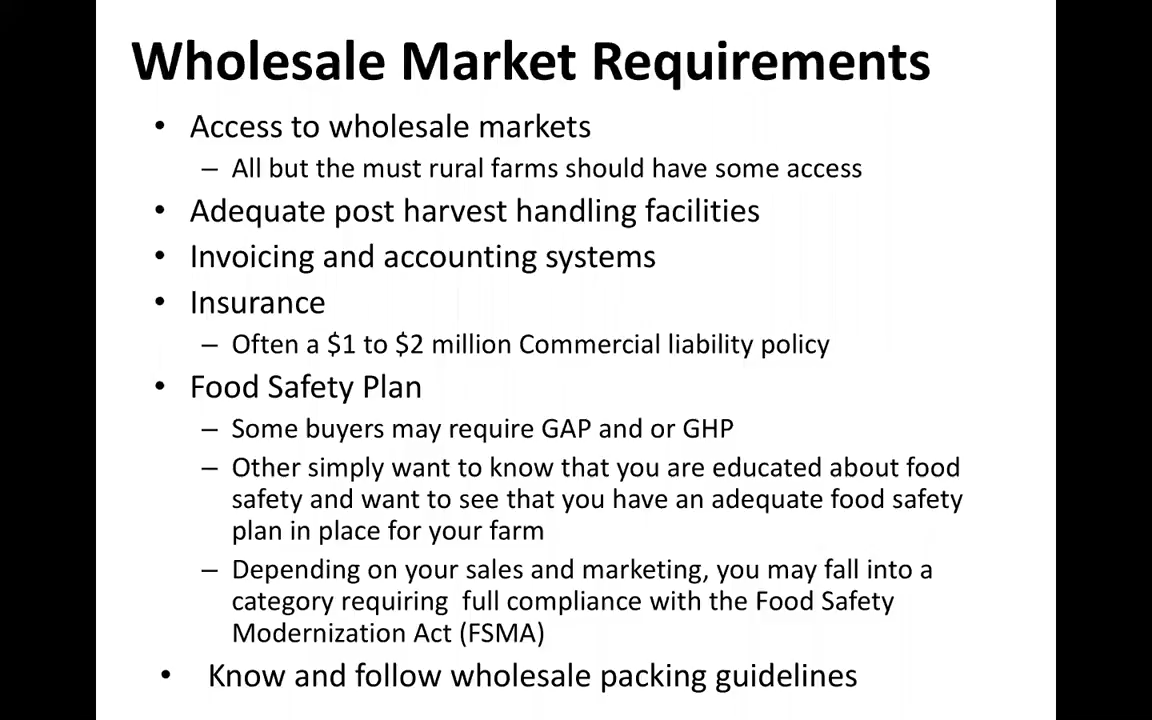 Wholesale Market Requirements
• Access to wholesale markets
– All but the must rural farms should have some access
• Adequate post harvest handling facilities
• Invoicing and accounting systems
• Insurance
– Often a $1 to $2 million Commercial liability policy
• Food Safety Plan
– Some buyers may require GAP and or GHP
– Other simply want to know that you are educated about food
safety and want to see that you have an adequate food safety
plan in place for your farm
– Depending on your sales and marketing, you may fall into a
category requiring  full compliance with the Food Safety
Modernization Act (FSMA)
• Know and follow wholesale packing guidelines